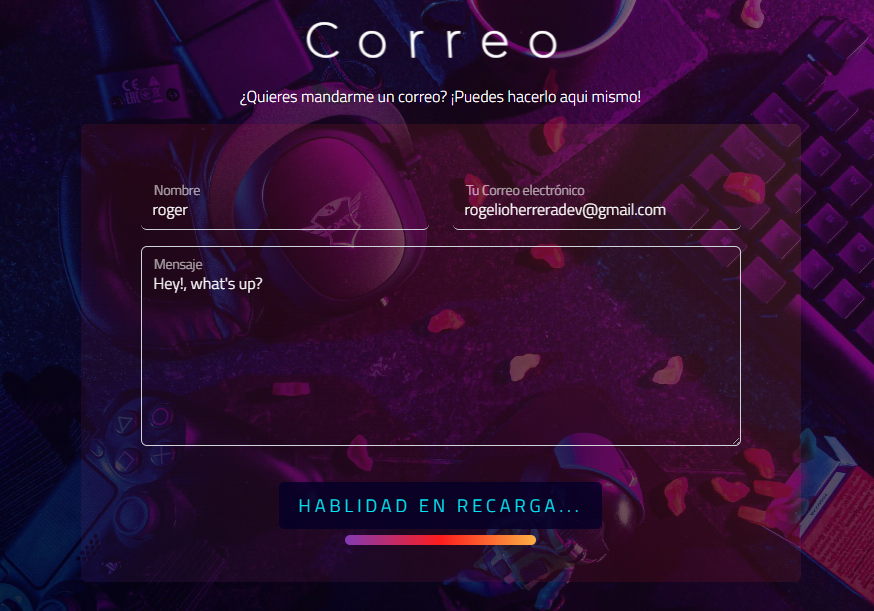 Correo
¿Quieres mandarme un correo? ¡Puedes hacerlo aqui mismo!
Nombre
roger
Tu Correo electrónico
rogelioherreradev@gmail.com
Mensaje
Hey!, what's up?
HABLIDAD EN RECARGA...